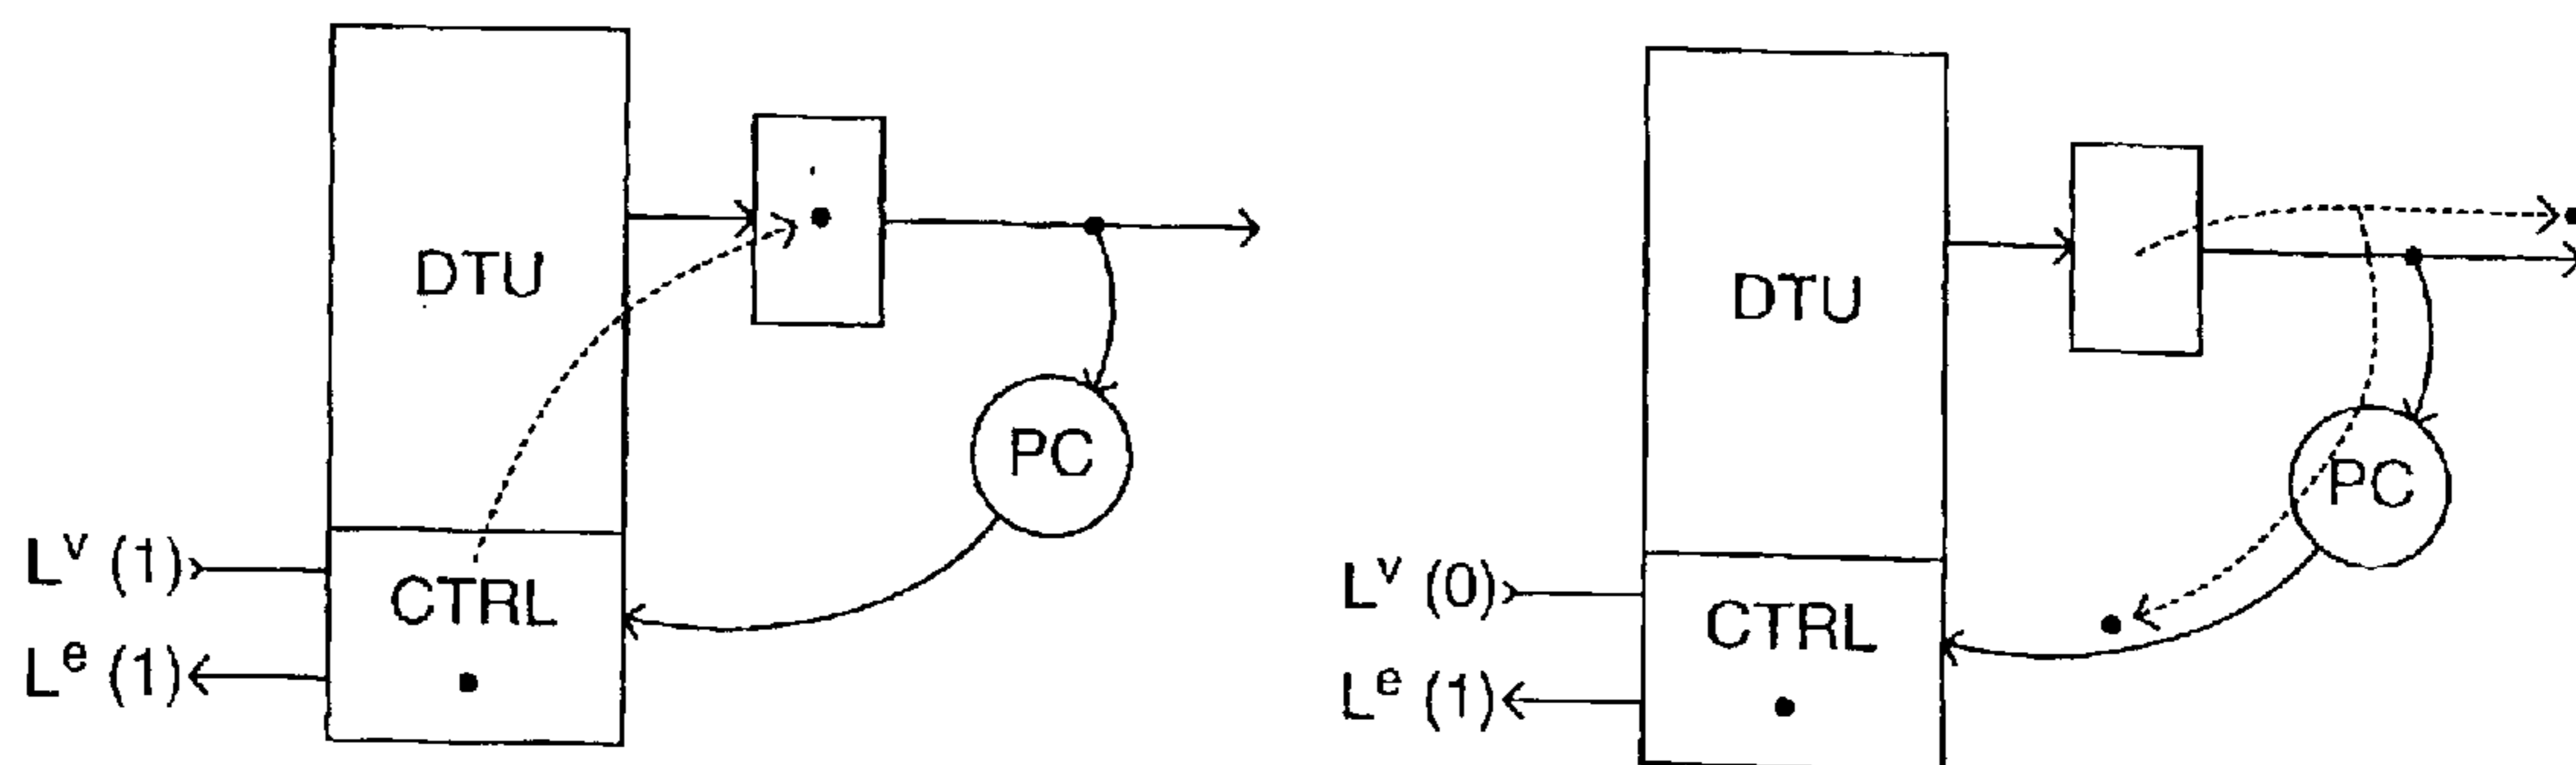 DTU
PC
L^v (1)
CTRL
L^e (1)
DTU
PC
L^v (0)
CTRL
L^e (1)